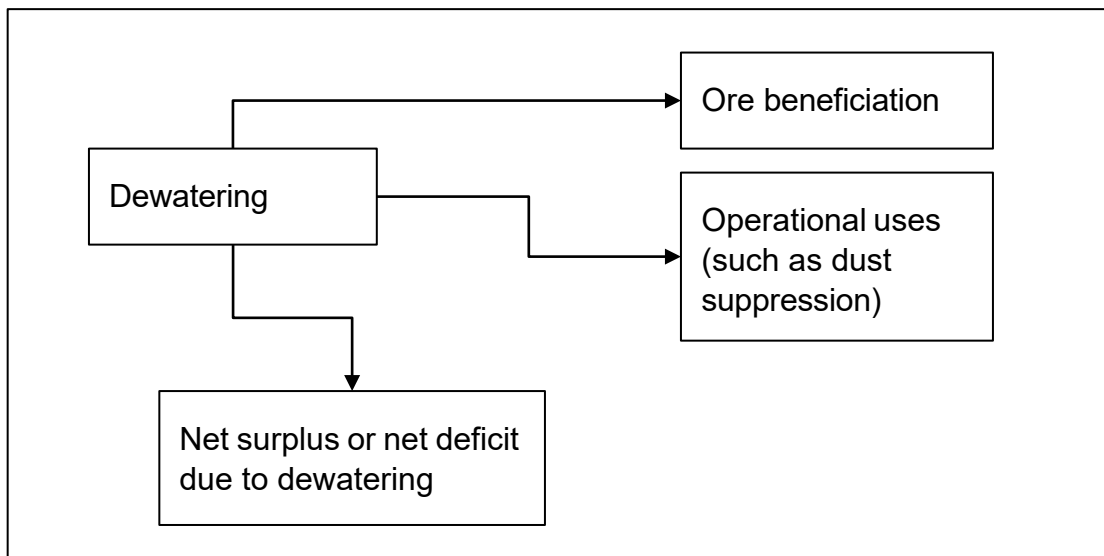 Ore beneficiation
Dewatering
Operational uses
(such as dust
suppression)
Net surplus or net deficit
due to dewatering